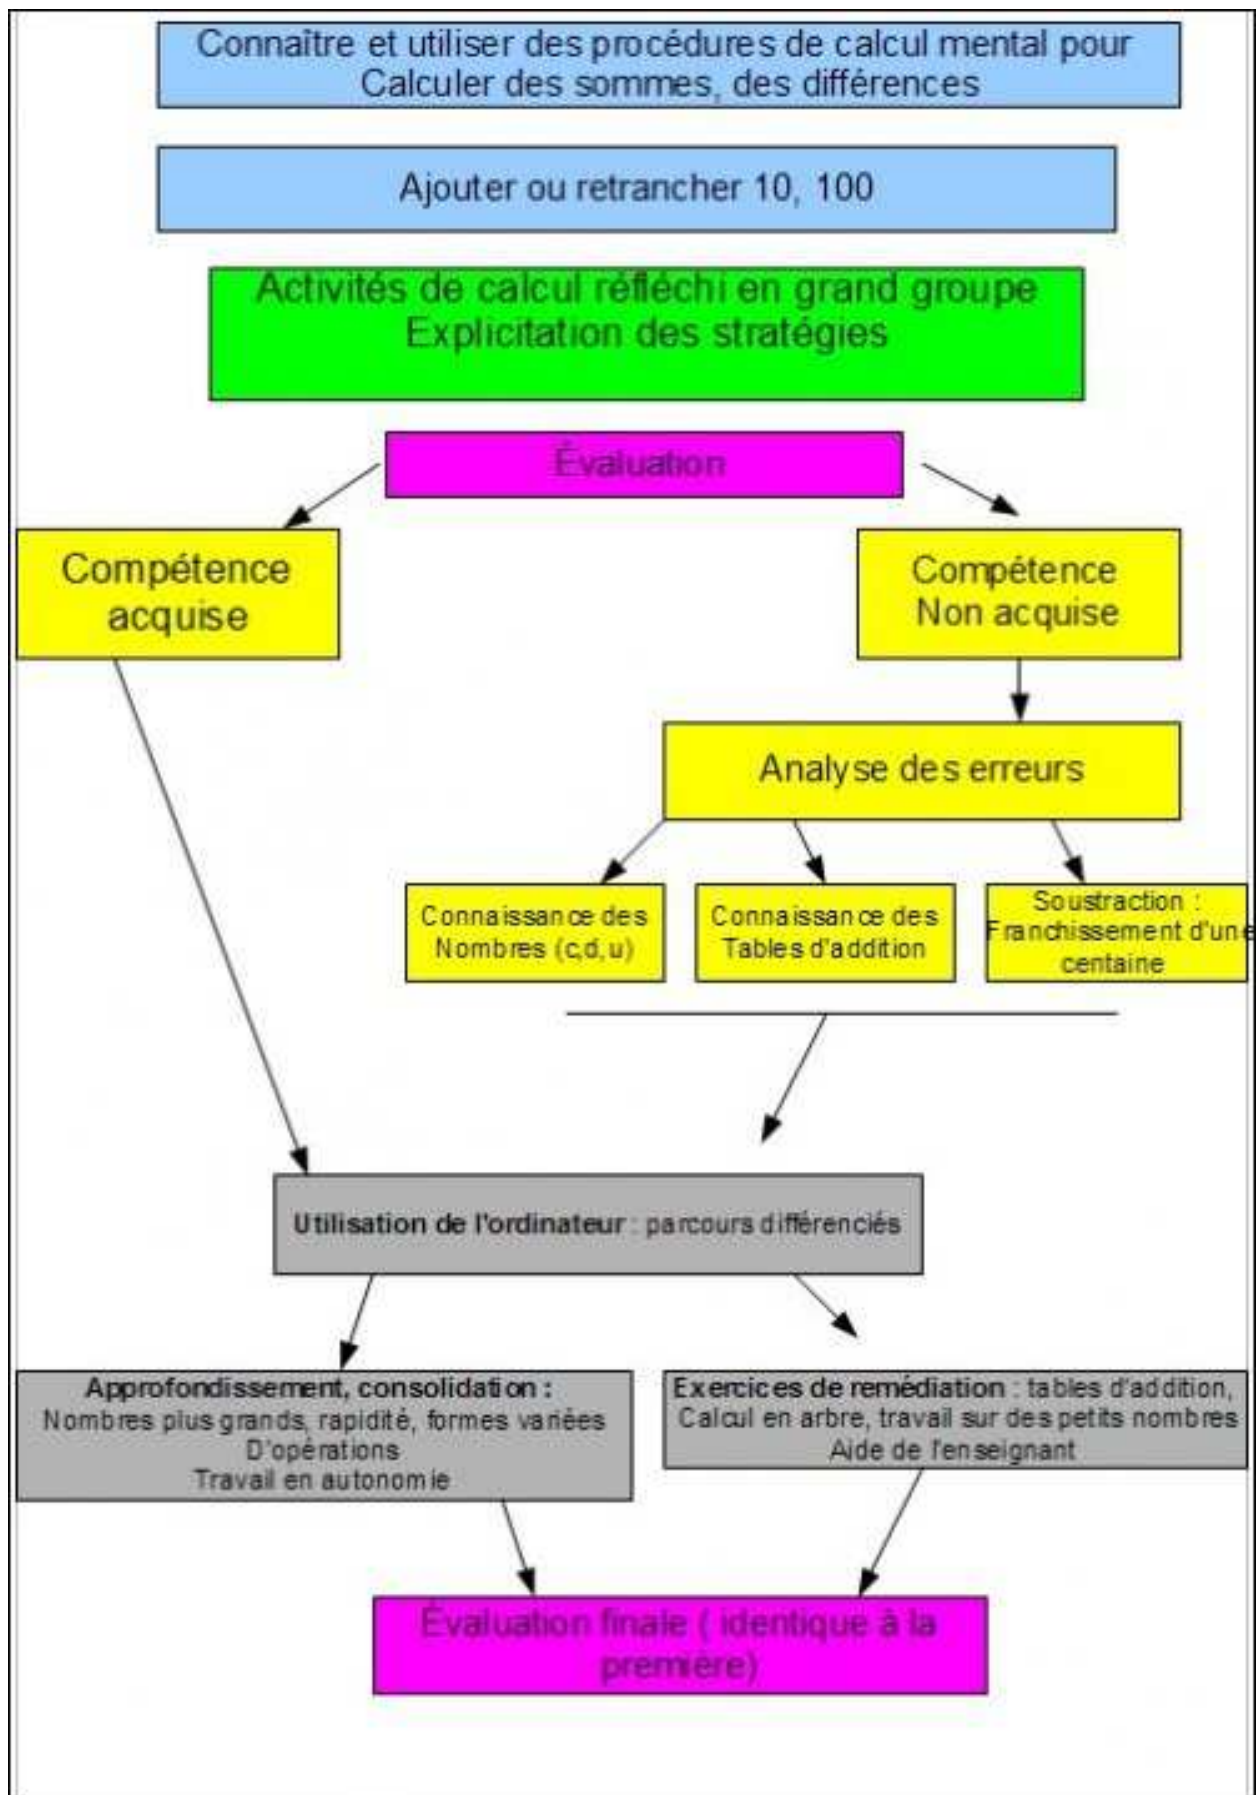 Connaître et utiliser des procédures de calcul mental pour
Calculer des sommes, des différences
Ajouter ou retrancher 10, 100
Activités de calcul réfléchi en grand groupe
Explicitation des stratégies
Évaluation
Compétence
acquise
Compétence
Non acquise
Analyse des erreurs
Connaissance des
Nombres (c,d,u)
Connaissance des
Tables d'addition
Soustraction :
Franchissement d'une
centaine
Utilisation de l'ordinateur : parcours différenciés
Approfondissement, consolidation :
Nombres plus grands, rapidité, formes variées
D'opérations
Travail en autonomie
Exercices de remédiation : tables d'addition,
Calcul en arbre, travail sur des petits nombres
Aide de l'enseignant
Évaluation finale ( identique à la
première)